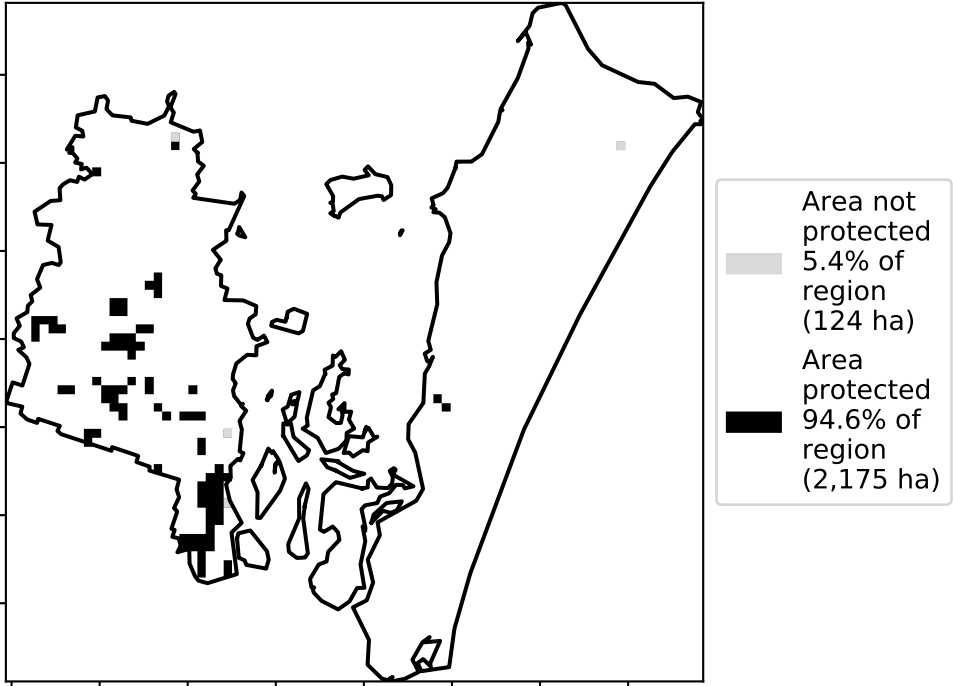 Area not
protected
5.4% of
region
(124 ha)
Area
protected
94.6% of
region
(2,175 ha)